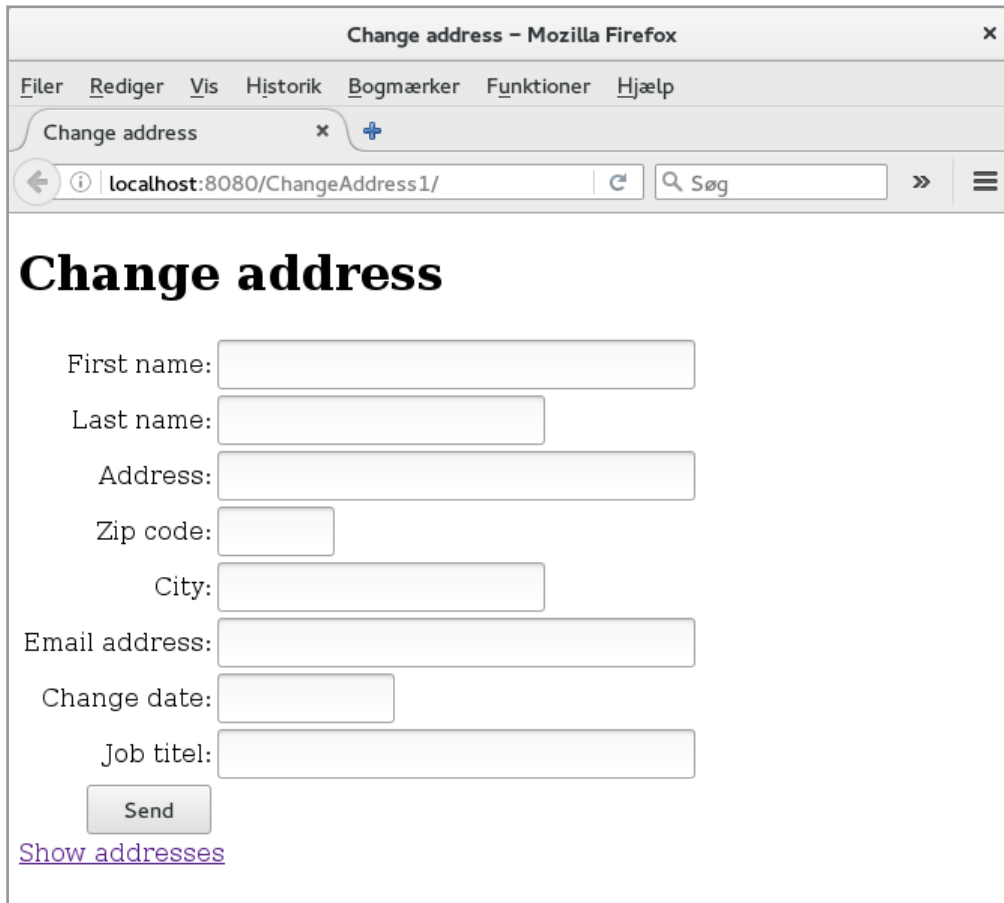 Change address – Mozilla Firefox
Filer Rediger Vis Historik Bogmærker Funktioner Hjælp
Change address
localhost:8080/ChangeAddress1/ Søg
Change address
First name:
Last name:
Address:
Zip code:
City:
Email address:
Change date:
Job titel:
Send
Show addresses